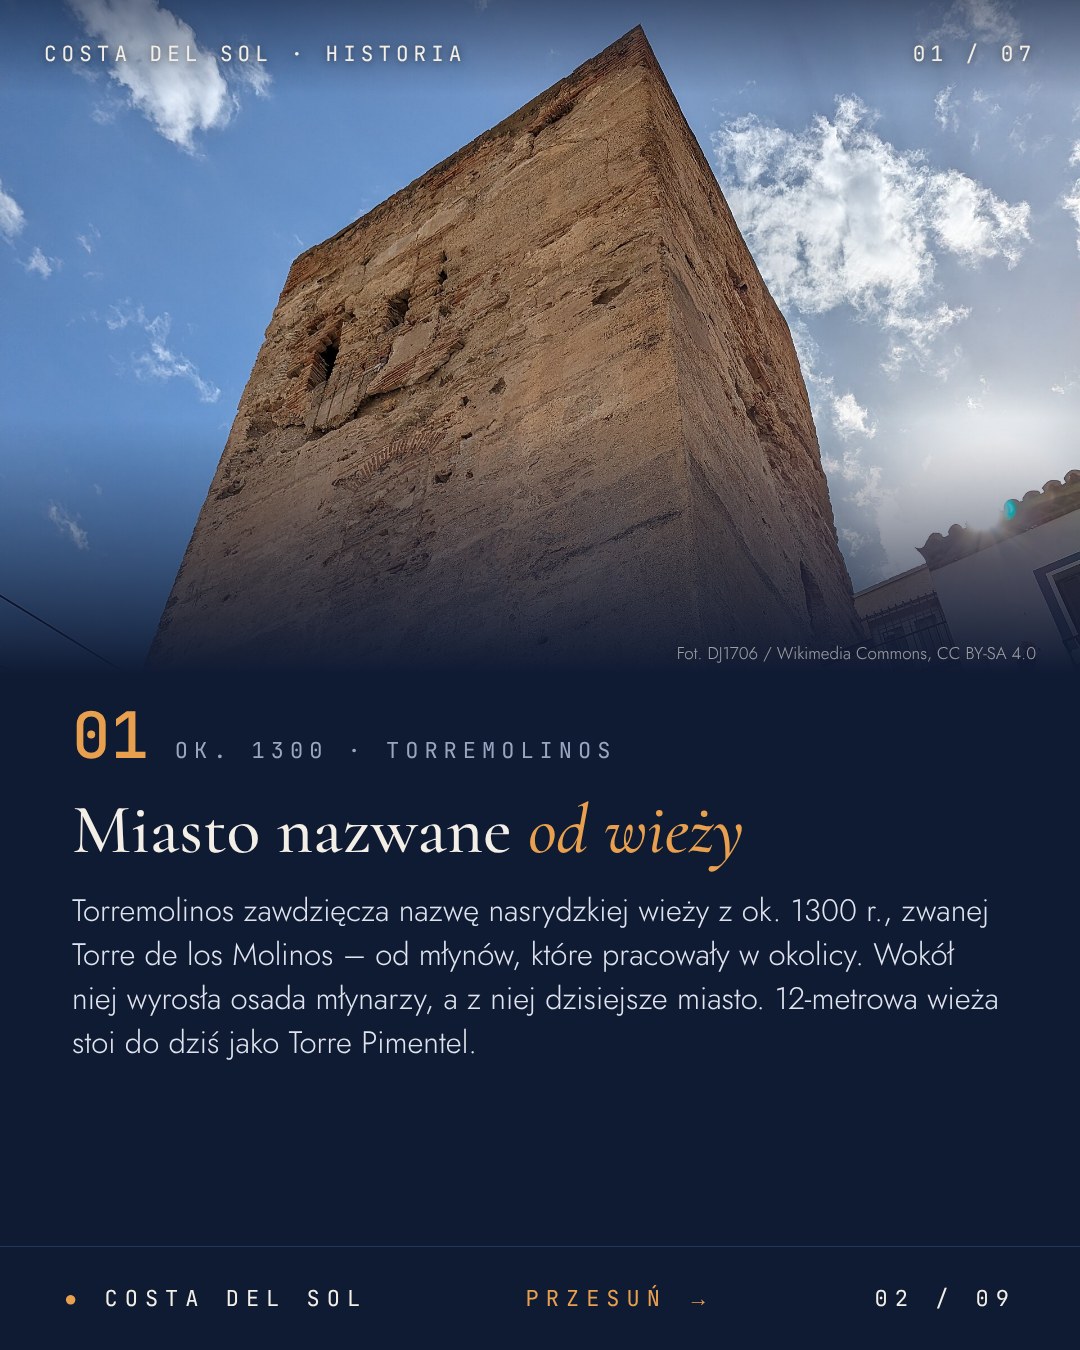 COSTA DEL SOL · HISTORIA
01 / 07
Fot. DJ1706 / Wikimedia Commons, CC BY-SA 4.0
01 OK. 1300 · TORREMOLINOS
Miasto nazwane od wieży
Torremolinos zawdzięcza nazwę nasrydzkiej wieży z ok. 1300 r., zwanej
Torre de los Molinos – od młynów, które pracowały w okolicy. Wokół
niej wyrosła osada młynarzy, a z niej dzisiejsze miasto. 12-metrowa wieża
stoi do dziś jako Torre Pimentel.
• COSTA DEL SOL
PRZESUŃ →
02 / 09